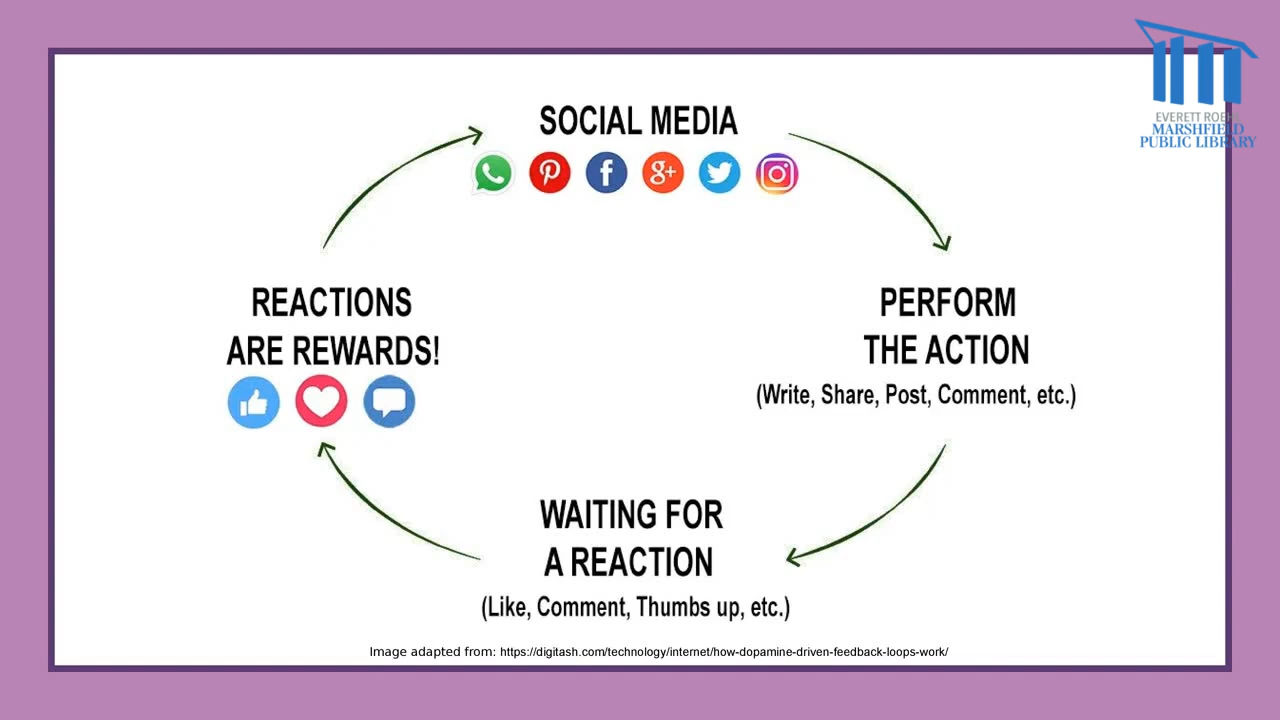 EVERETT ROEHL
MARSHFIELD
PUBLIC LIBRARY
SOCIAL MEDIA
g+
REACTIONS
ARE REWARDS!
PERFORM
THE ACTION
(Write, Share, Post, Comment, etc.)
WAITING FOR
A REACTION
(Like, Comment, Thumbs up, etc.)
Image adapted from: https://digitash.com/technology/internet/how-dopamine-driven-feedback-loops-work/